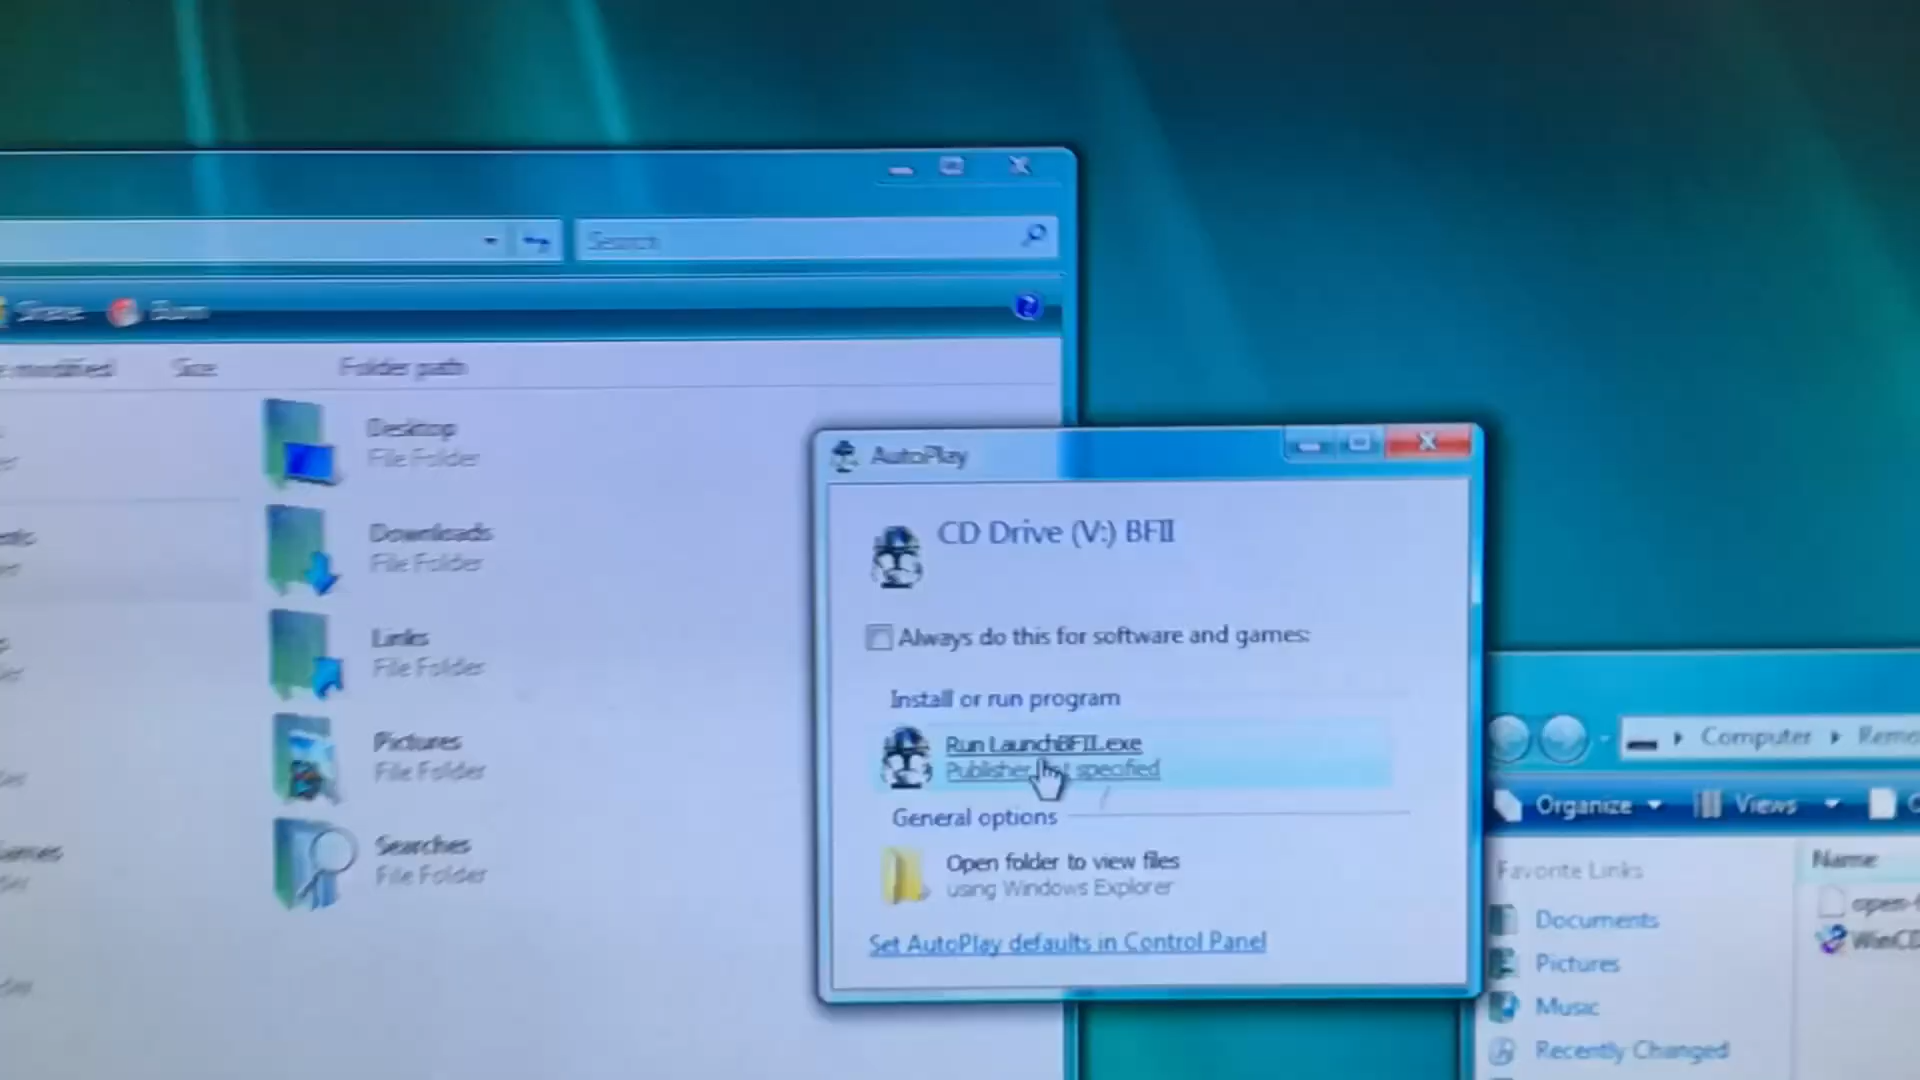 Search
Share Burn
modified Size Folder path
Desktop
File Folder
Downloads
File Folder
Links
File Folder
Pictures
File Folder
Searches
File Folder
AutoPlay
CD Drive (V:) BFII
Always do this for software and games:
Install or run program
Run LaunchBFII.exe
Publisher not specified
General options
Open folder to view files
using Windows Explorer
Set AutoPlay defaults in Control Panel
Computer
Organize Views
Favorite Links Name
Documents
Pictures
Music
Recently Changed